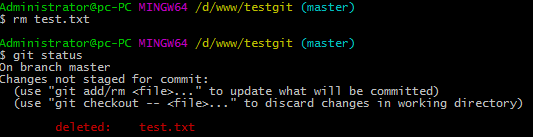 Administrator@pc-PC MINGW64 /d/www/testgit (master)
$ rm test.txt
Administrator@pc-PC MINGW64 /d/www/testgit (master)
$ git status
On branch master
Changes not staged for commit:
  (use "git add/rm <file>..." to update what will be committed)
  (use "git checkout -- <file>..." to discard changes in working directory)
        deleted:    test.txt